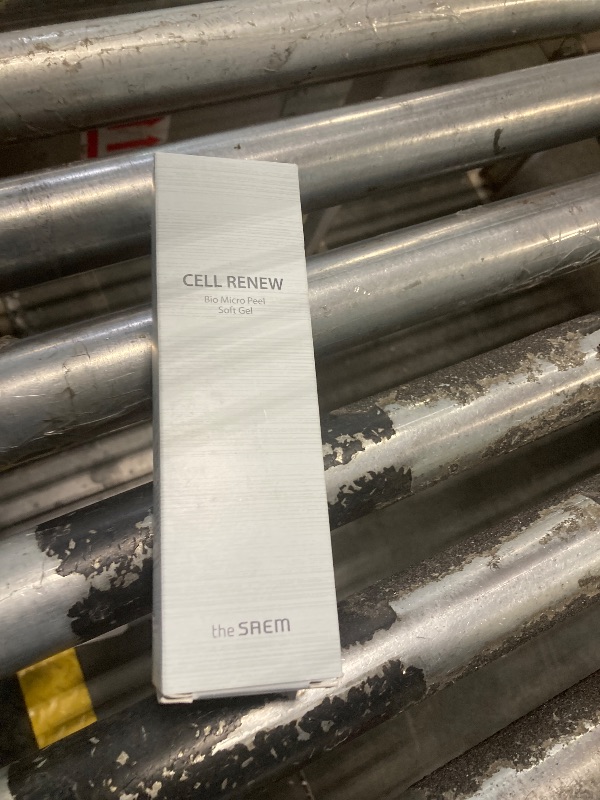 CELL RENEW
Bio Micro Peel
Soft Gel
the SAEM